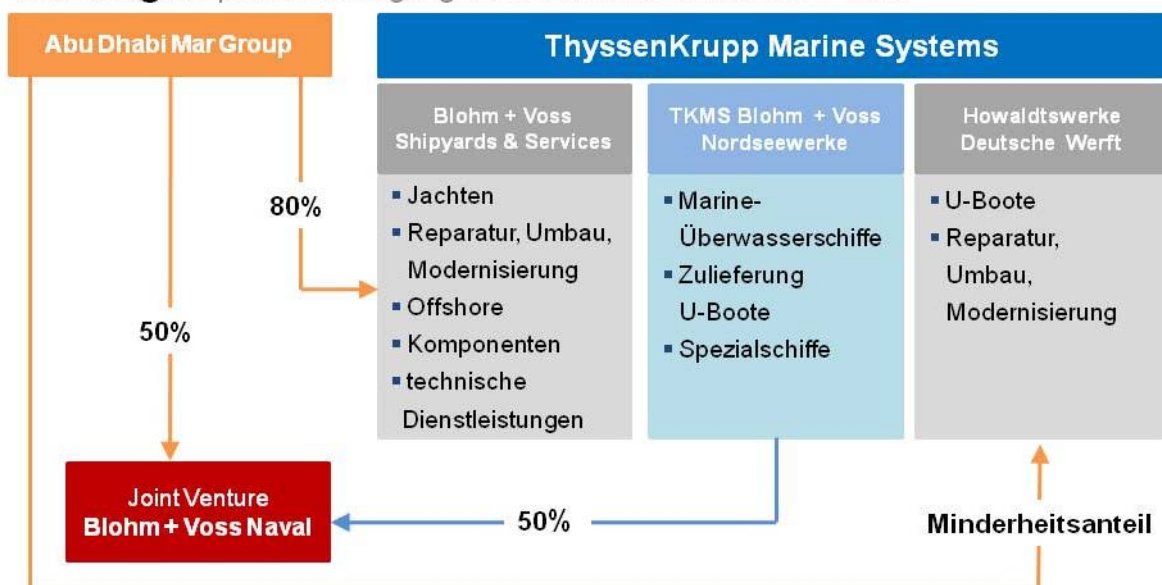 Abu Dhabi Mar Group
ThyssenKrupp Marine Systems
Blohm + Voss
Shipyards & Services
TKMS Blohm + Voss
Nordseewerke
Howaldtswerke
Deutsche Werft
80%
▪ Jachten
▪ Reparatur, Umbau,
Modernisierung
▪ Offshore
▪ Komponenten
▪ technische
Dienstleistungen
▪ Marine-
Überwasserschiffe
▪ Zulieferung
U-Boote
▪ Spezialschiffe
▪ U-Boote
▪ Reparatur,
Umbau,
Modernisierung
50%
Joint Venture
Blohm + Voss Naval
50%
Minderheitsanteil